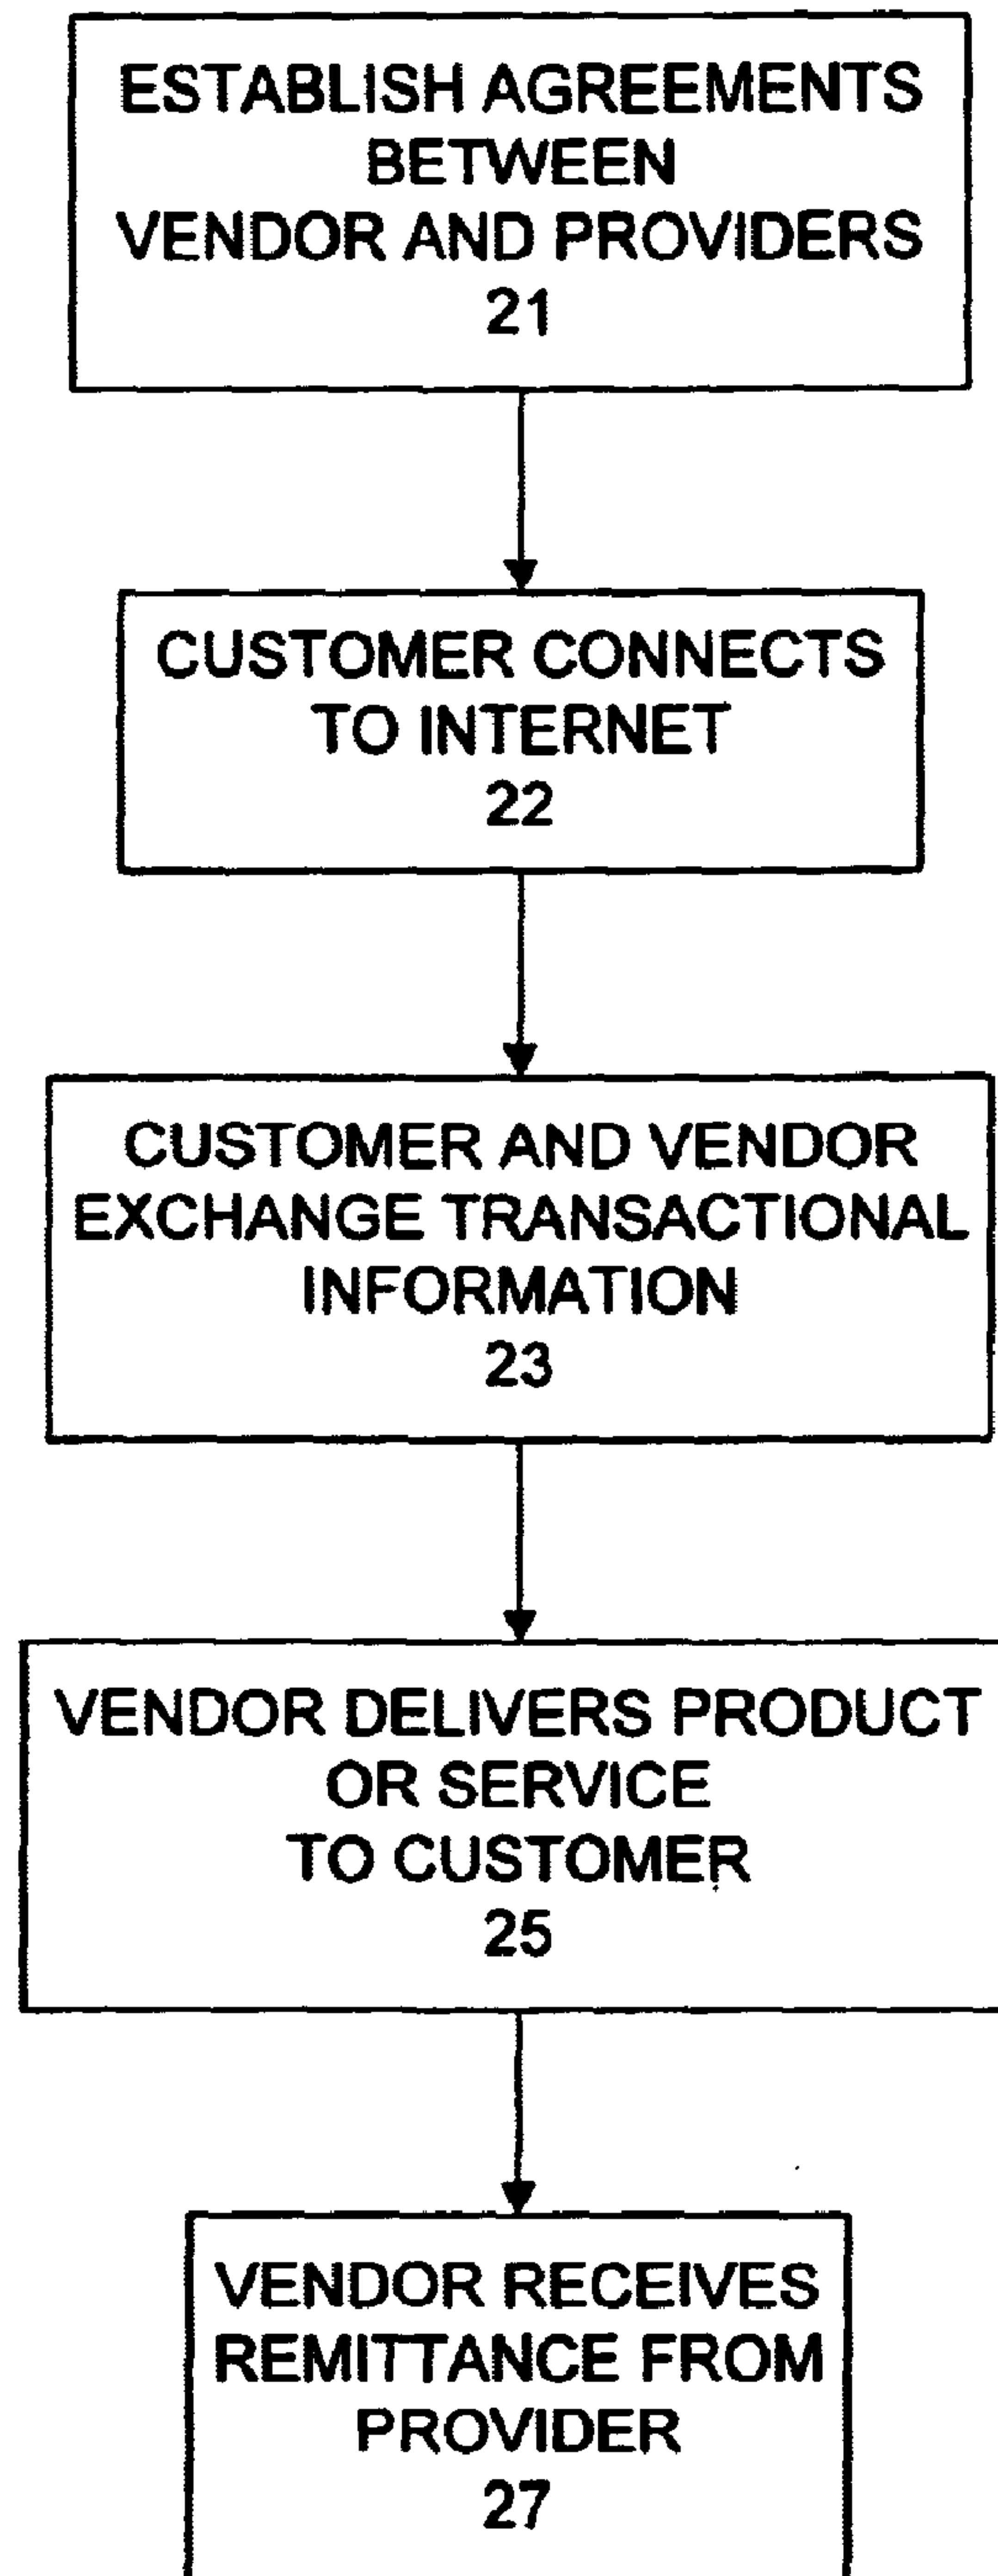 ESTABLISH AGREEMENTS
BETWEEN
VENDOR AND PROVIDERS
21
CUSTOMER CONNECTS
TO INTERNET
22
CUSTOMER AND VENDOR
EXCHANGE TRANSACTIONAL
INFORMATION
23
VENDOR DELIVERS PRODUCT
OR SERVICE
TO CUSTOMER
25
VENDOR RECEIVES
REMITTANCE FROM
PROVIDER
27